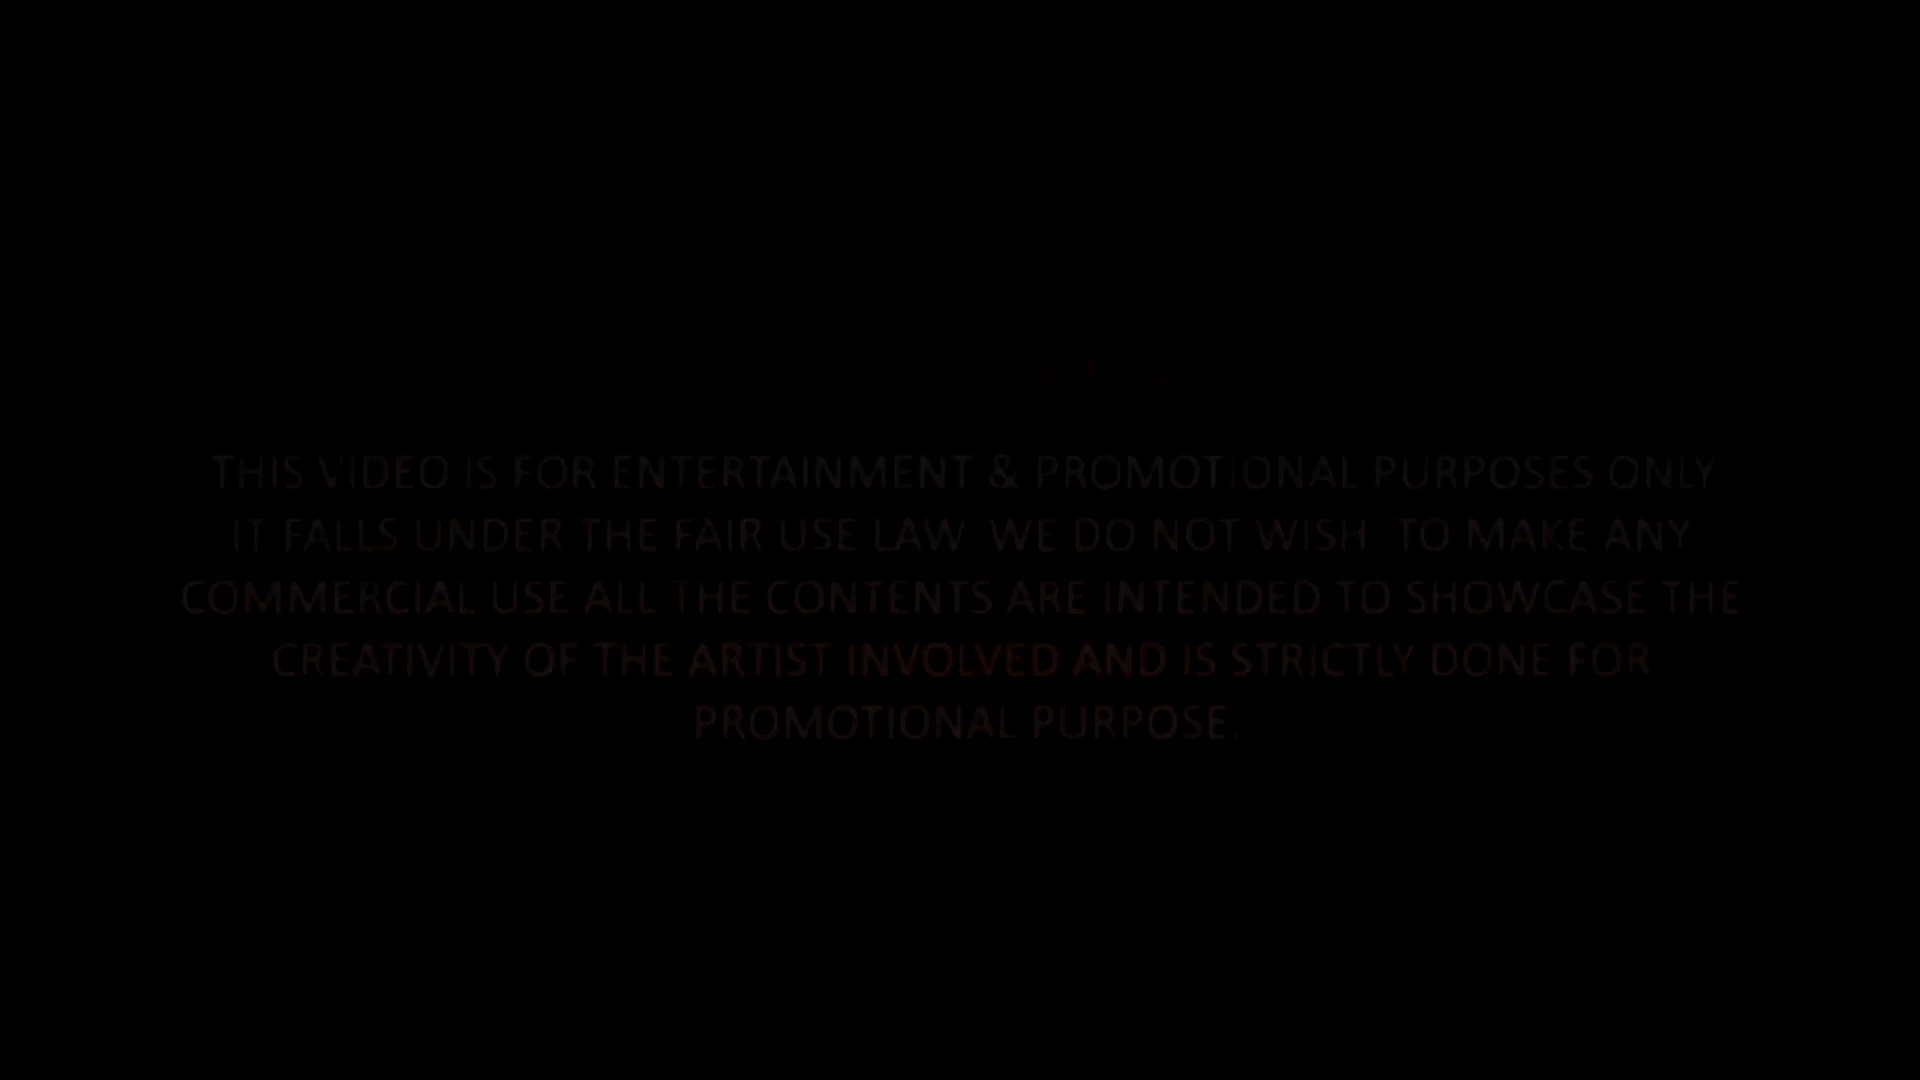 THIS VIDEO IS FOR ENTERTAINMENT & PROMOTIONAL PURPOSES ONLY.
IT FALLS UNDER THE FAIR USE LAW. WE DO NOT WISH TO MAKE ANY
COMMERCIAL USE ALL THE CONTENTS ARE INTENDED TO SHOWCASE THE
CREATIVITY OF THE ARTIST INVOLVED AND IS STRICTLY DONE FOR
PROMOTIONAL PURPOSE.